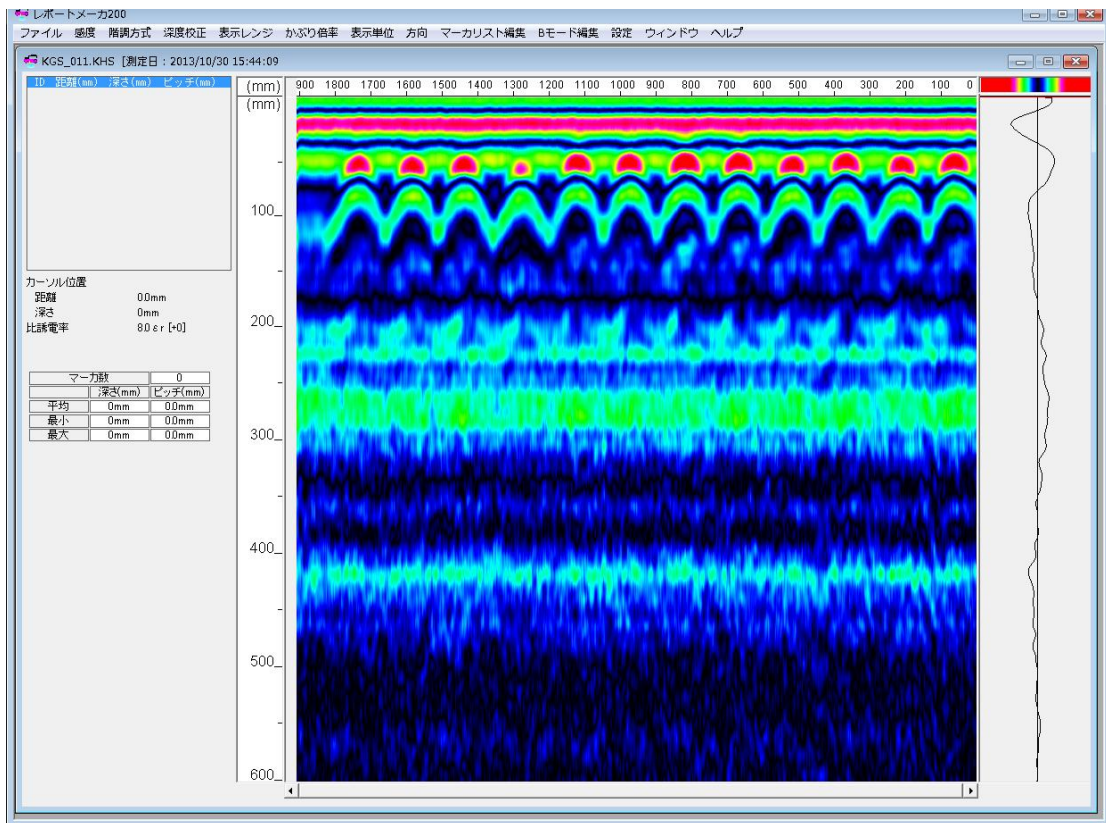 レポートメーカ200
ファイル 感度 階調方式 深度校正 表示レンジ かぶり倍率 表示単位 方向 マーカリスト編集 Bモード編集 設定 ウィンドウ ヘルプ
KGS_011.KHS [測定日 : 2013/10/30 15:44:09
ID 距離(mm) 深さ(mm) ピッチ(mm)
(mm) 900 1800 1700 1600 1500 1400 1300 1200 1100 1000 900 800 700 600 500 400 300 200 100 0
(mm)
100
200
300
400
500
600
カーソル位置
距離 0.0mm
深さ 0mm
比誘電率 8.0 εr [+0]
マーカ数 0
深さ(mm) ピッチ(mm)
平均 0mm 0.0mm
最小 0mm 0.0mm
最大 0mm 0.0mm